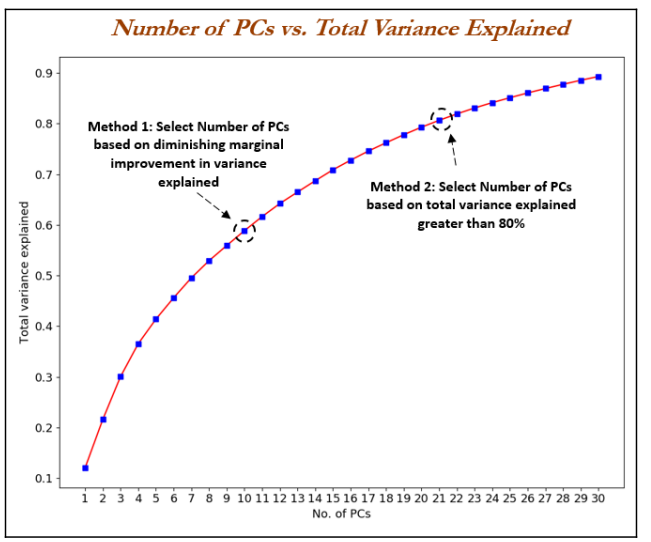 Number of PCs vs. Total Variance Explained
0.9
0.8
0.7
0.6
0.5
0.4
0.3
0.2
0.1
Total variance explained
Method 1: Select Number of PCs
based on diminishing marginal
improvement in variance
explained
Method 2: Select Number of PCs
based on total variance explained
greater than 80%
1 2 3 4 5 6 7 8 9 10 11 12 13 14 15 16 17 18 19 20 21 22 23 24 25 26 27 28 29 30
No. of PCs